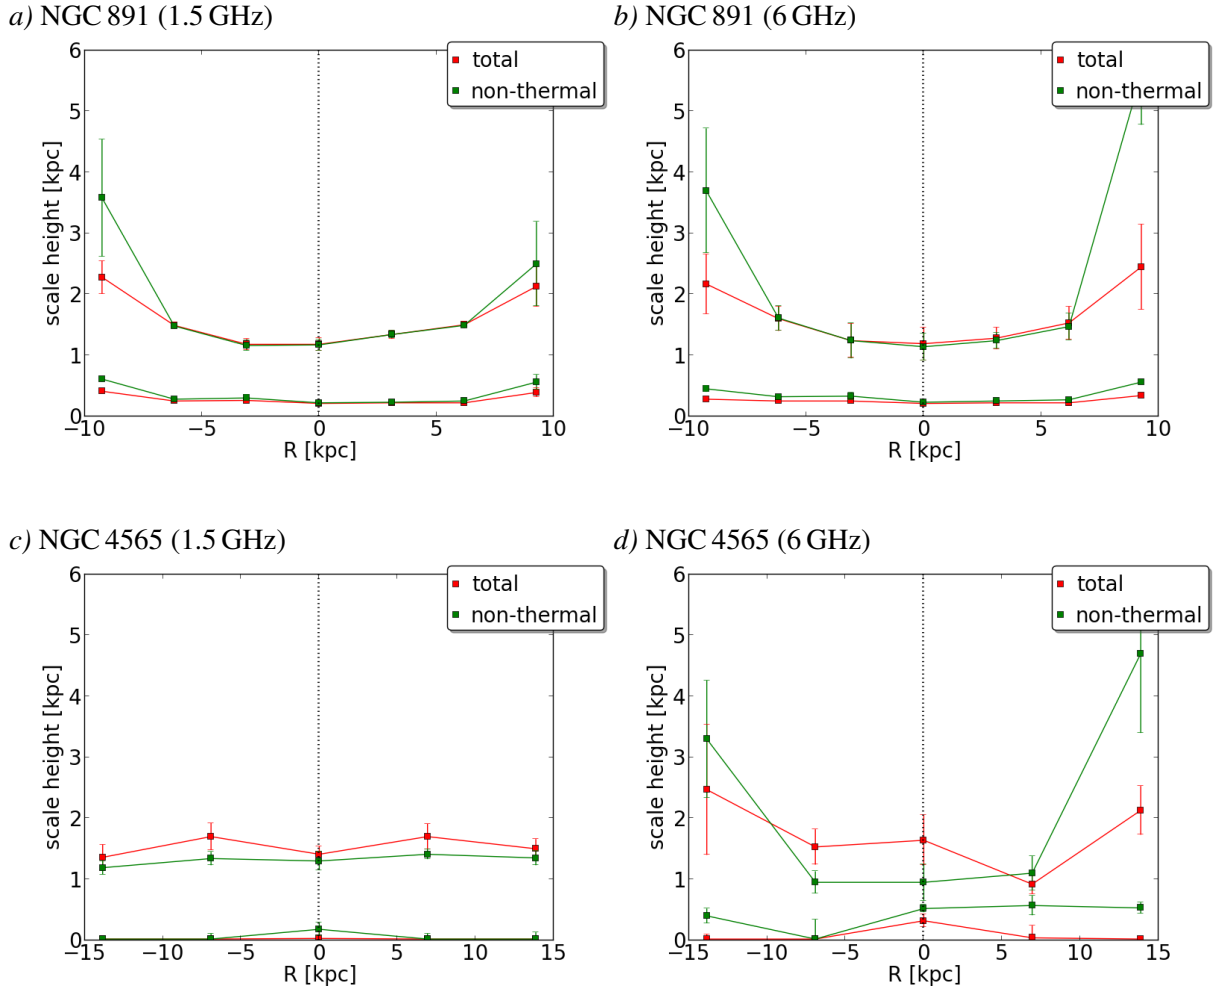 a) NGC 891 (1.5 GHz)
b) NGC 891 (6 GHz)
6
5
4
3
2
1
0
scale height [kpc]
total
non-thermal
−10
−5
0
5
10
R [kpc]
6
5
4
3
2
1
0
scale height [kpc]
total
non-thermal
−10
−5
0
5
10
R [kpc]
c) NGC 4565 (1.5 GHz)
d) NGC 4565 (6 GHz)
6
5
4
3
2
1
0
scale height [kpc]
total
non-thermal
−15
−10
−5
0
5
10
15
R [kpc]
6
5
4
3
2
1
0
scale height [kpc]
total
non-thermal
−15
−10
−5
0
5
10
15
R [kpc]